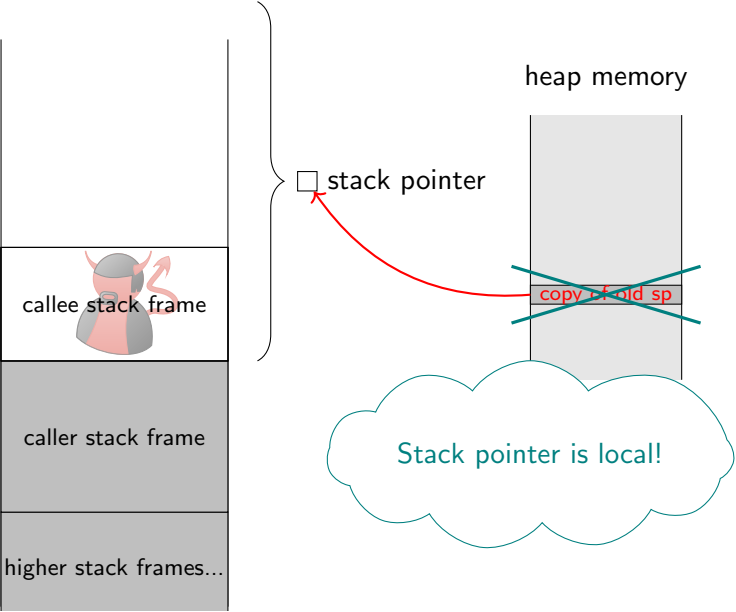 heap memory
stack pointer
callee stack frame
copy of old sp
caller stack frame
Stack pointer is local!
higher stack frames...